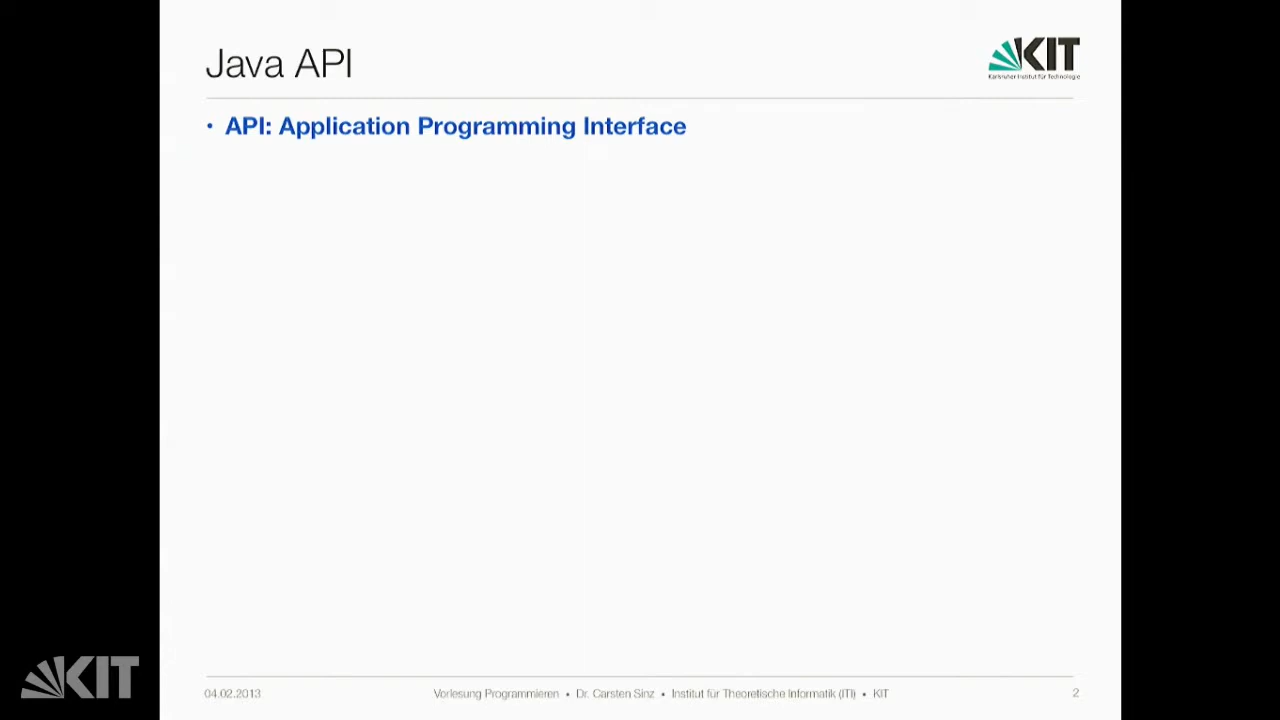 Java API
KIT
Karlsruher Institut für Technologie
• API: Application Programming Interface
KIT
04.02.2013
Vorlesung Programmieren • Dr. Carsten Sinz • Institut für Theoretische Informatik (ITI) • KIT
2